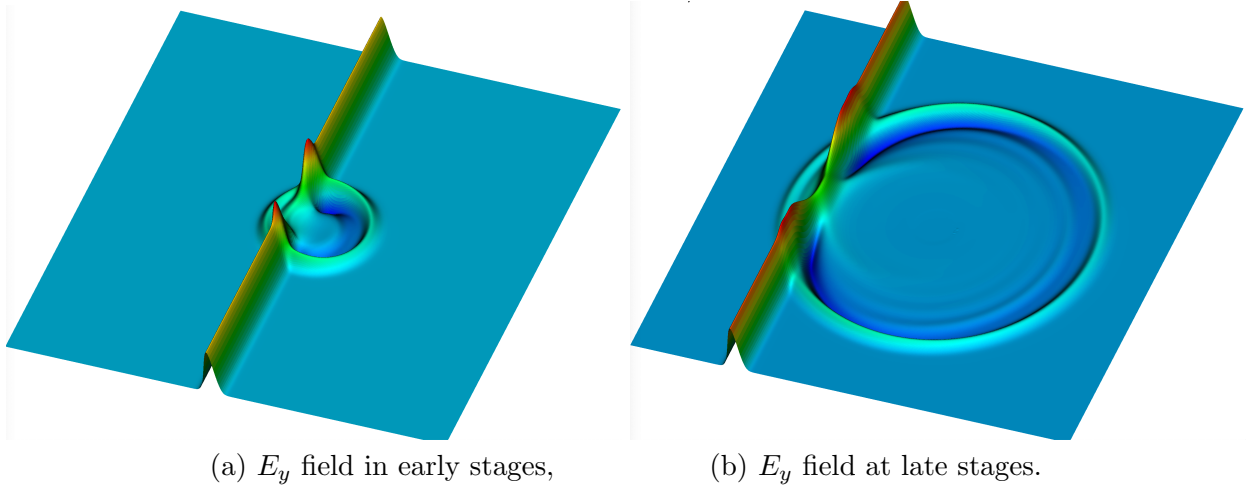 (a) $E_y$ field in early stages,
(b) $E_y$ field at late stages.